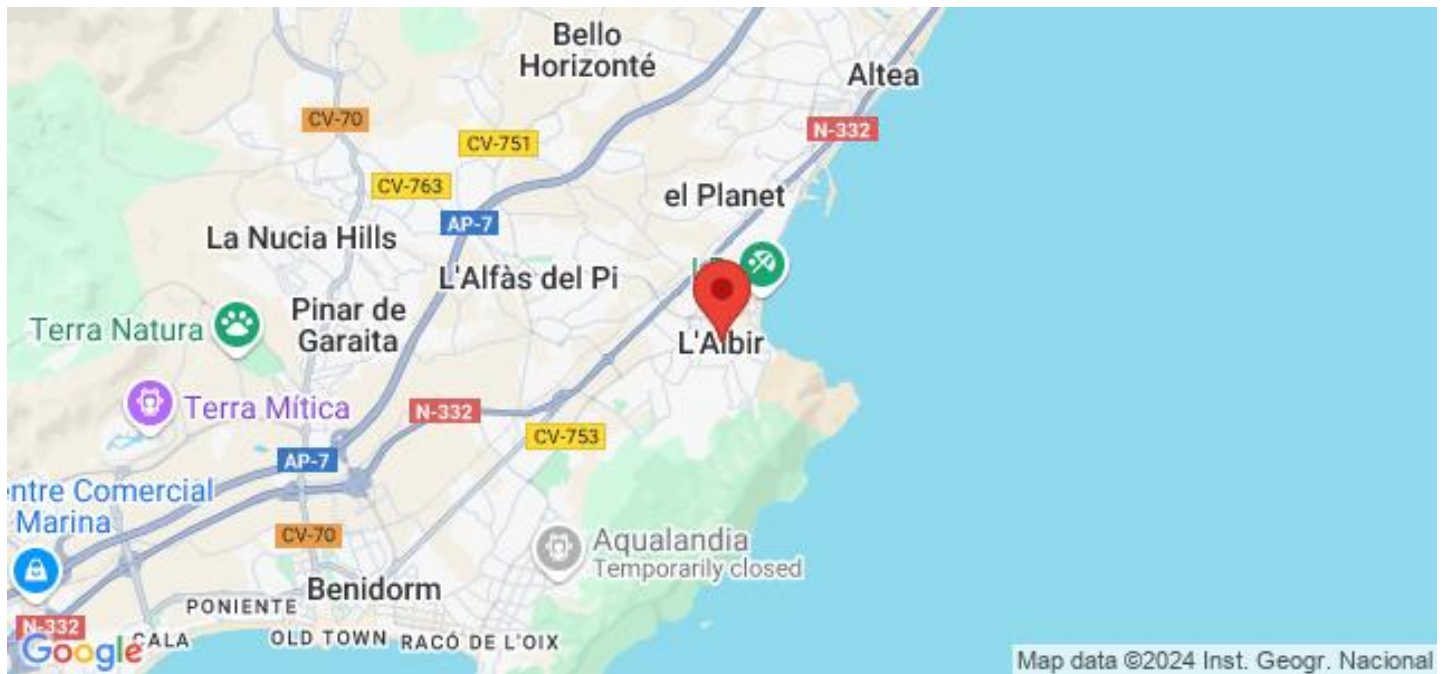 Bello
Horizonté
Altea
CV-70
N-332
CV-751
CV-763
el Planet
AP-7
La Nucia Hills
L'Alfàs del Pi
Pinar de
Garaita
Terra Natura
L'Albir
Terra Mítica
N-332
CV-753
AP-7
entre Comercial
Marina
CV-70
Aqualandia
Temporarily closed
Benidorm
PONIENTE
N-332
CALA
OLD TOWN
RACÓ DE L'OIX
Google
Map data ©2024 Inst. Geogr. Nacional